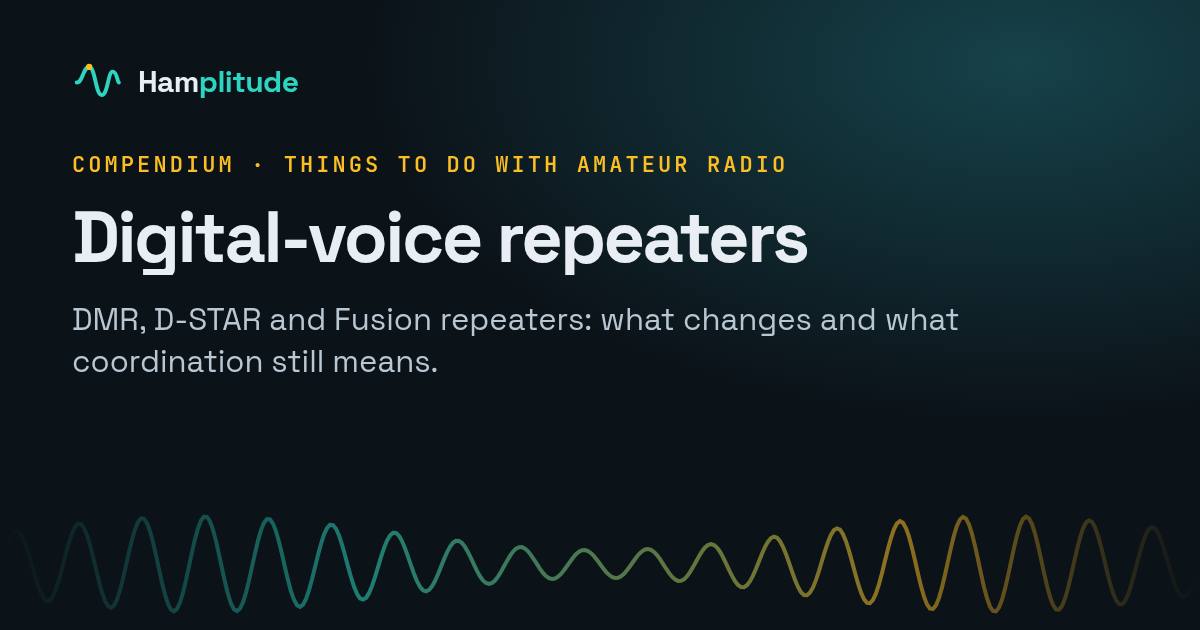 Hamplitude
COMPENDIUM · THINGS TO DO WITH AMATEUR RADIO
Digital-voice repeaters
DMR, D-STAR and Fusion repeaters: what changes and what
coordination still means.